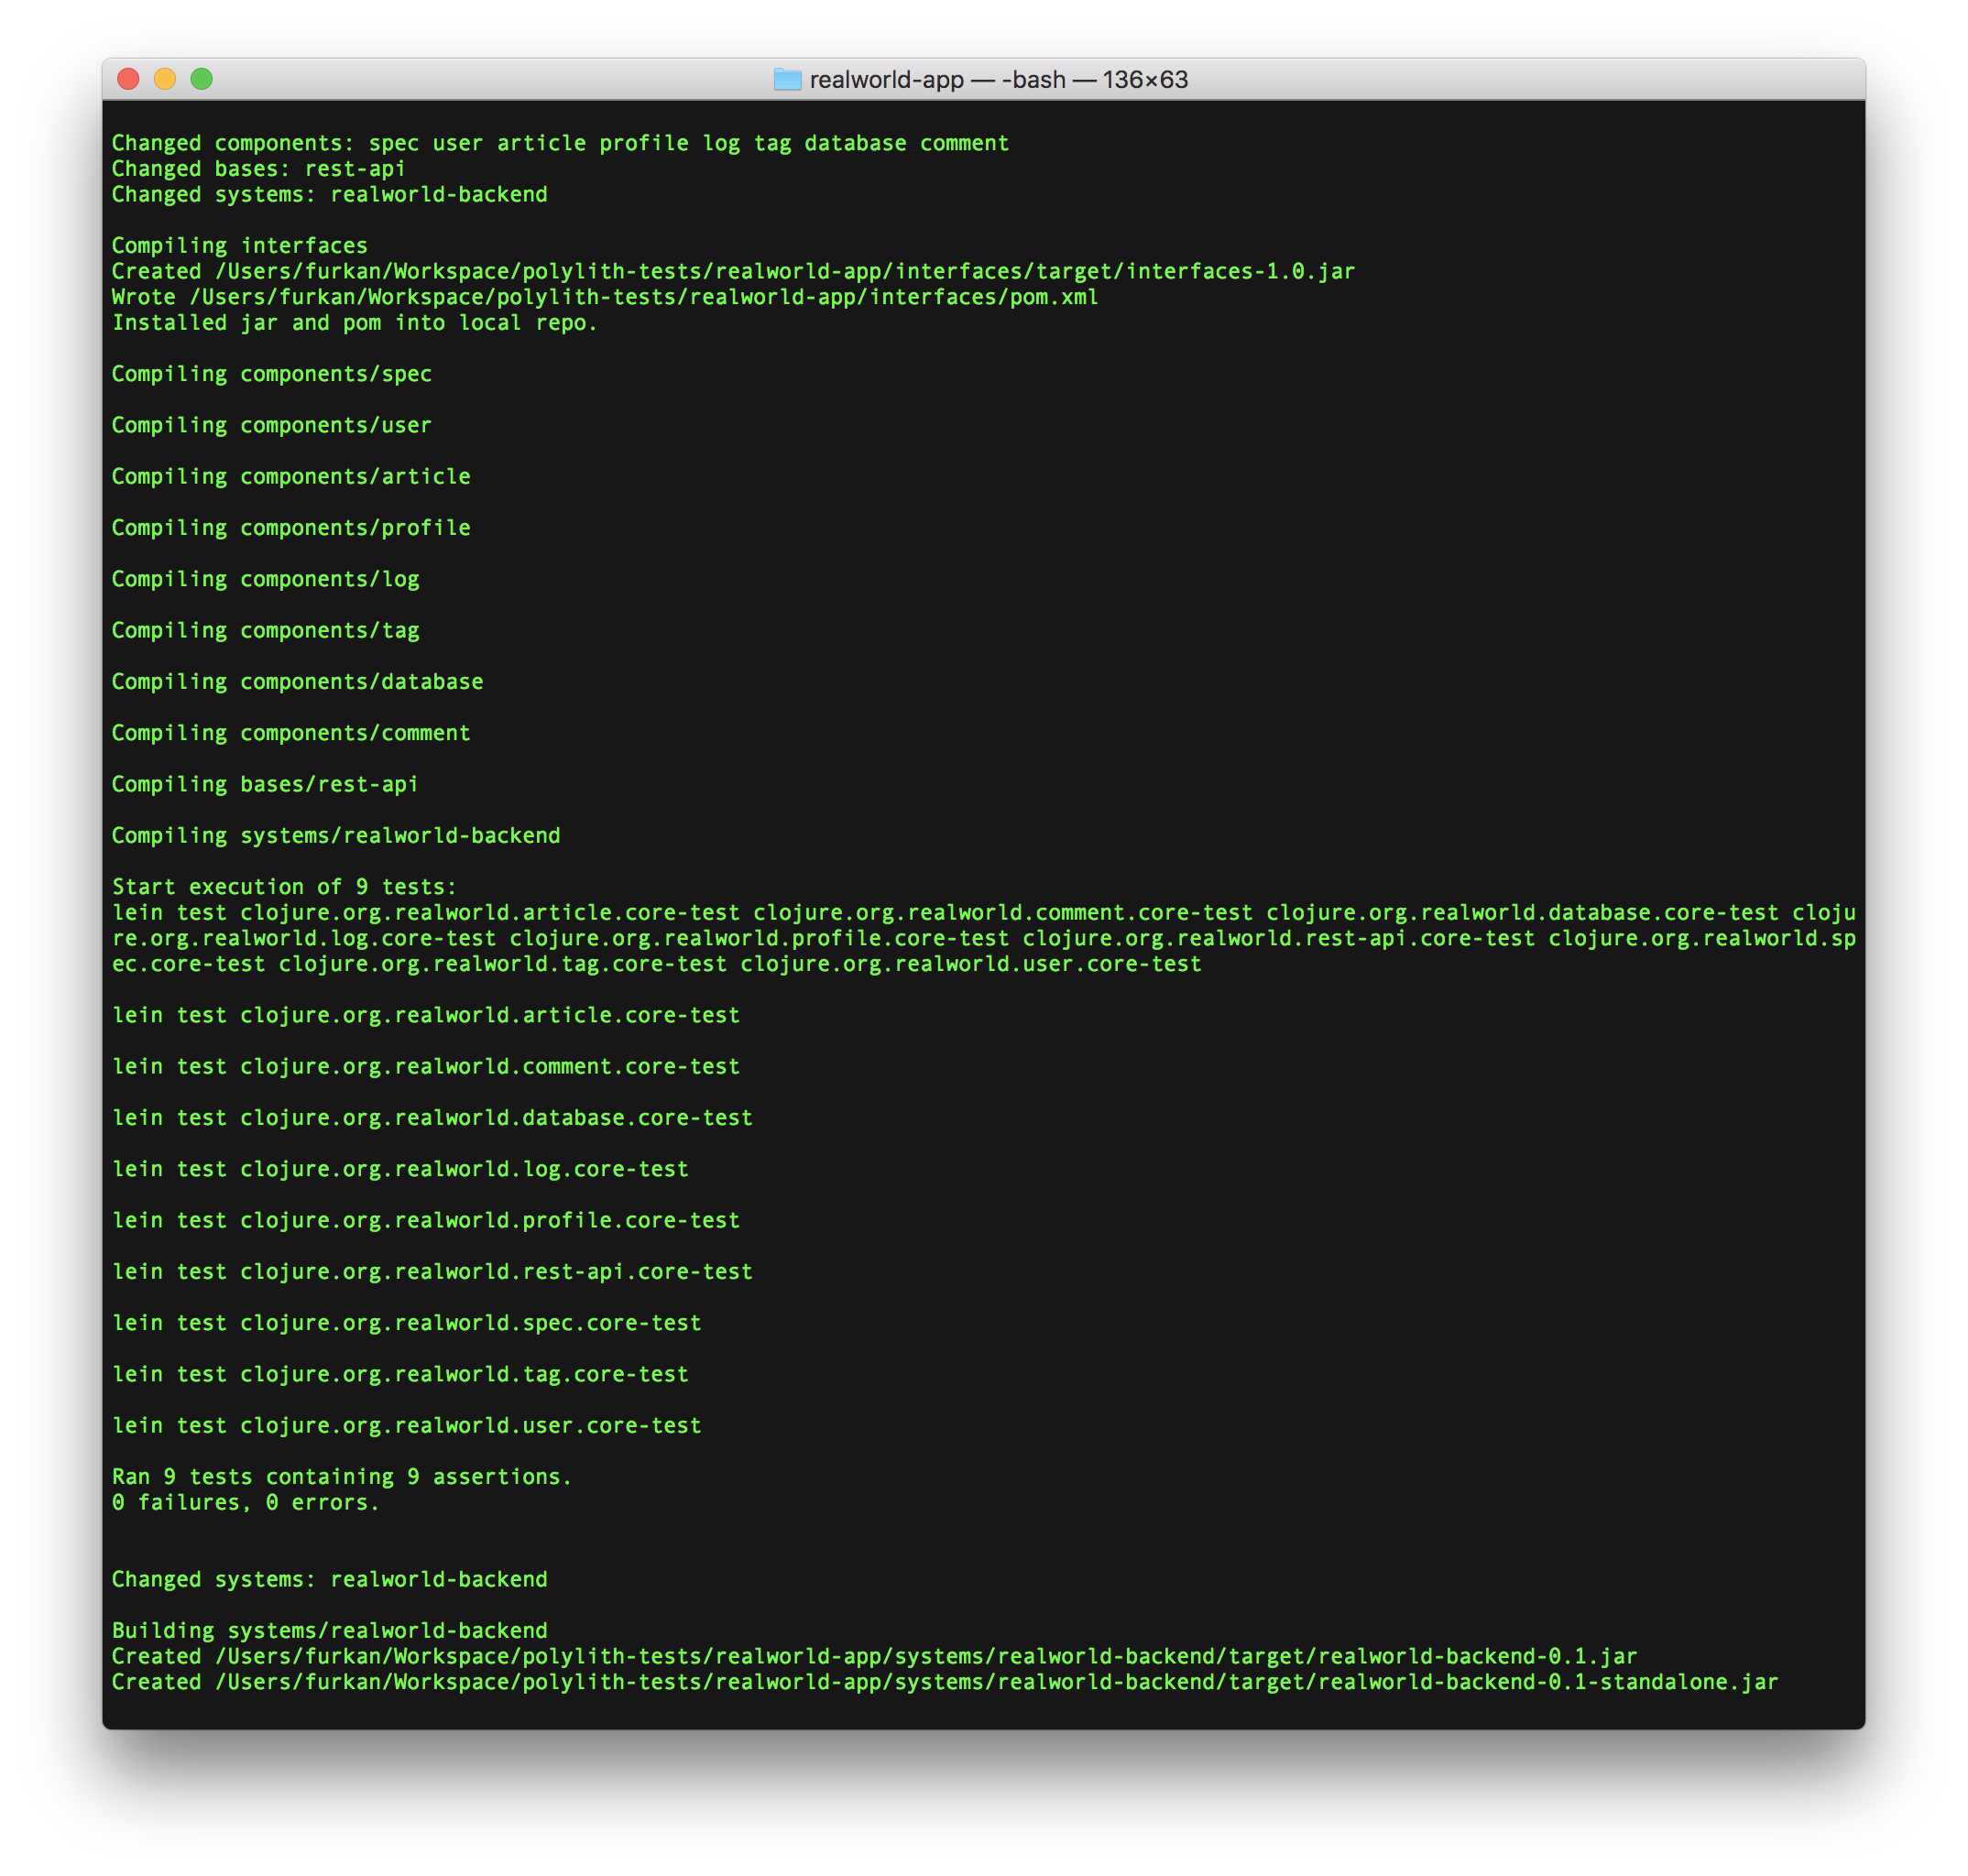 realworld-app — -bash — 136×63
Changed components: spec user article profile log tag database comment
Changed bases: rest-api
Changed systems: realworld-backend
Compiling interfaces
Created /Users/furkan/Workspace/polylith-tests/realworld-app/interfaces/target/interfaces-1.0.jar
Wrote /Users/furkan/Workspace/polylith-tests/realworld-app/interfaces/pom.xml
Installed jar and pom into local repo.
Compiling components/spec
Compiling components/user
Compiling components/article
Compiling components/profile
Compiling components/log
Compiling components/tag
Compiling components/database
Compiling components/comment
Compiling bases/rest-api
Compiling systems/realworld-backend
Start execution of 9 tests:
lein test clojure.org.realworld.article.core-test clojure.org.realworld.comment.core-test clojure.org.realworld.database.core-test cloju
re.org.realworld.log.core-test clojure.org.realworld.profile.core-test clojure.org.realworld.rest-api.core-test clojure.org.realworld.sp
ec.core-test clojure.org.realworld.tag.core-test clojure.org.realworld.user.core-test
lein test clojure.org.realworld.article.core-test
lein test clojure.org.realworld.comment.core-test
lein test clojure.org.realworld.database.core-test
lein test clojure.org.realworld.log.core-test
lein test clojure.org.realworld.profile.core-test
lein test clojure.org.realworld.rest-api.core-test
lein test clojure.org.realworld.spec.core-test
lein test clojure.org.realworld.tag.core-test
lein test clojure.org.realworld.user.core-test
Ran 9 tests containing 9 assertions.
0 failures, 0 errors.
Changed systems: realworld-backend
Building systems/realworld-backend
Created /Users/furkan/Workspace/polylith-tests/realworld-app/systems/realworld-backend/target/realworld-backend-0.1.jar
Created /Users/furkan/Workspace/polylith-tests/realworld-app/systems/realworld-backend/target/realworld-backend-0.1-standalone.jar